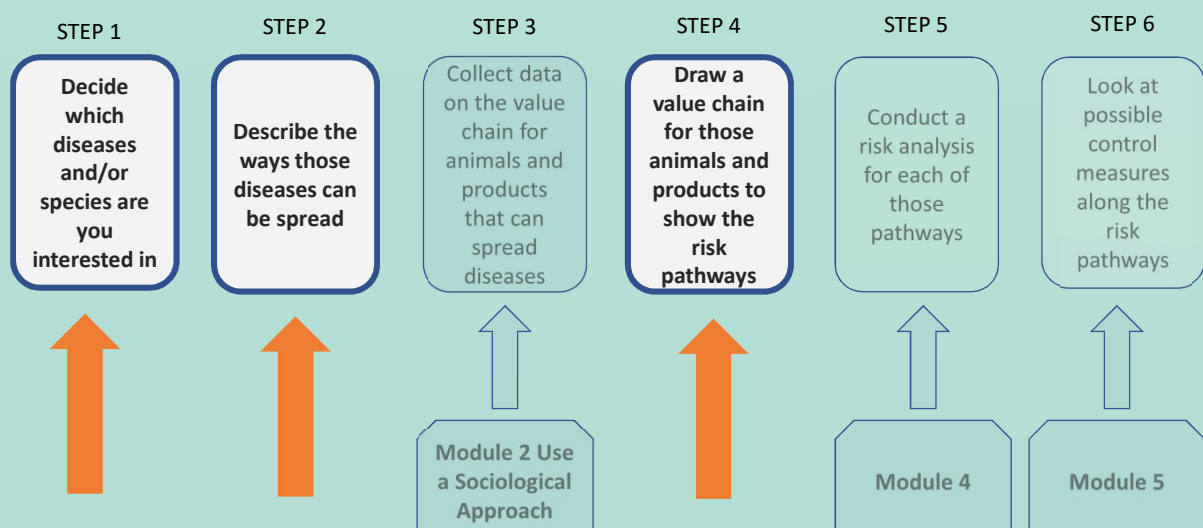 STEP 1
STEP 2
STEP 3
STEP 4
STEP 5
STEP 6
Decide
which
diseases
and/or
species are
you
interested in
Describe the
ways those
diseases can
be spread
Collect data
on the value
chain for
animals and
products
that can
spread
diseases
Draw a
value chain
for those
animals and
products to
show the
risk
pathways
Conduct a
risk analysis
for each of
those
pathways
Look at
possible
control
measures
along the
risk
pathways
Module 2 Use
a Sociological
Approach
Module 4
Module 5